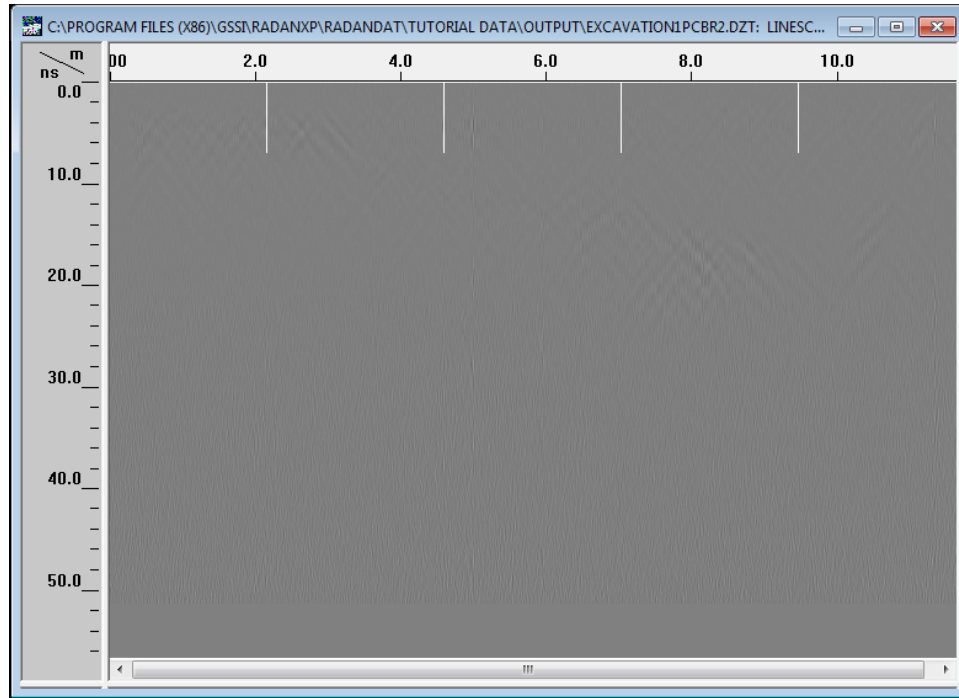 C:\PROGRAM FILES (X86)\GSSI\RADANXP\RADANDAT\TUTORIAL DATA\OUTPUT\EXCAVATION1PCBR2.DZT: LINESC...
m
ns
00 2.0 4.0 6.0 8.0 10.0
0.0
10.0
20.0
30.0
40.0
50.0